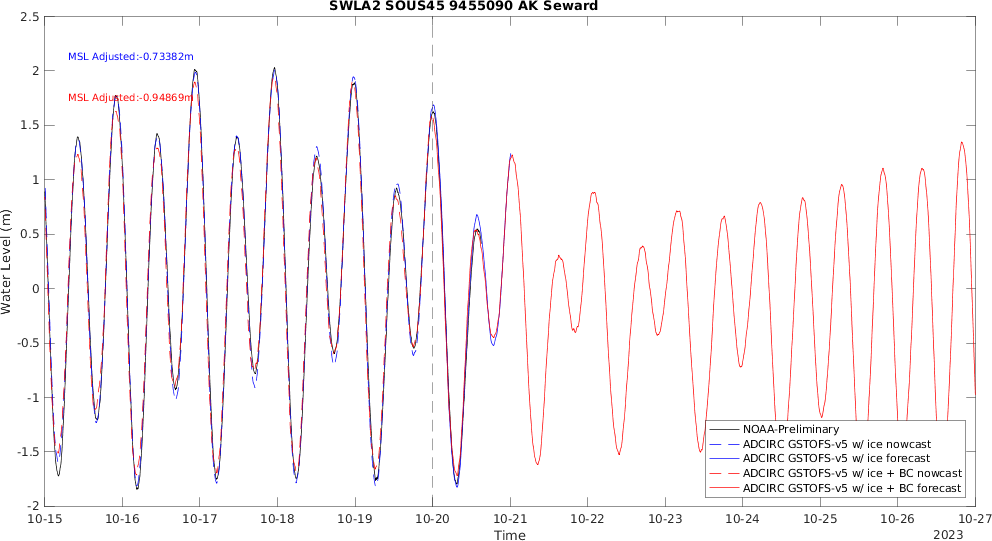 SWLA2 SOUS45 9455090 AK Seward
MSL Adjusted:-0.73382m
MSL Adjusted:-0.94869m
Water Level (m)
2.5
2
1.5
1
0.5
0
-0.5
-1
-1.5
-2
NOAA-Preliminary
ADCIRC GSTOFS-v5 w/ ice nowcast
ADCIRC GSTOFS-v5 w/ ice forecast
ADCIRC GSTOFS-v5 w/ ice + BC nowcast
ADCIRC GSTOFS-v5 w/ ice + BC forecast
10-15 10-16 10-17 10-18 10-19 10-20 10-21 10-22 10-23 10-24 10-25 10-26 10-27
Time
2023